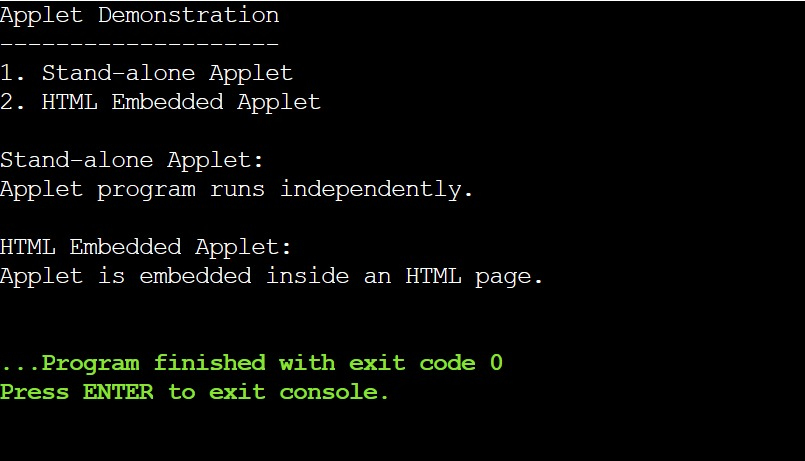 Applet Demonstration
--------------------
1. Stand-alone Applet
2. HTML Embedded Applet
Stand-alone Applet:
Applet program runs independently.
HTML Embedded Applet:
Applet is embedded inside an HTML page.
...Program finished with exit code 0
Press ENTER to exit console.